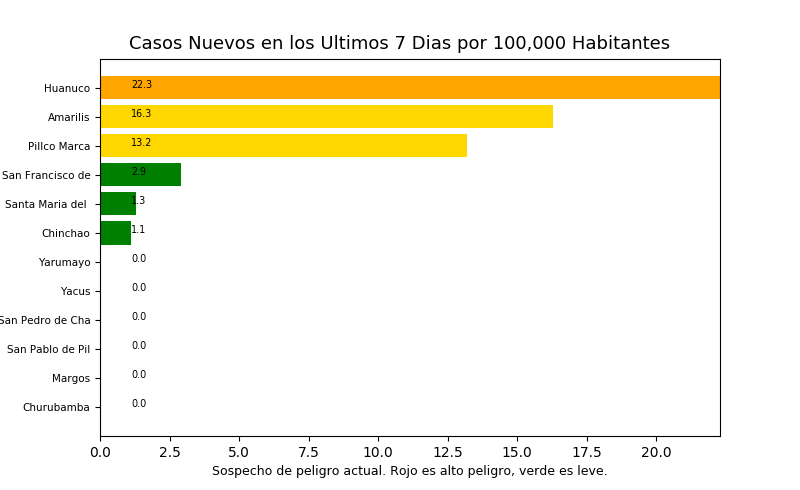 Casos Nuevos en los Ultimos 7 Dias por 100,000 Habitantes
Huanuco 22.3
Amarilis 16.3
Pillco Marca 13.2
San Francisco de 2.9
Santa Maria del 1.3
Chinchao 1.1
Yarumayo 0.0
Yacus 0.0
San Pedro de Cha 0.0
San Pablo de Pil 0.0
Margos 0.0
Churubamba 0.0
0.0 2.5 5.0 7.5 10.0 12.5 15.0 17.5 20.0
Sospecho de peligro actual. Rojo es alto peligro, verde es leve.